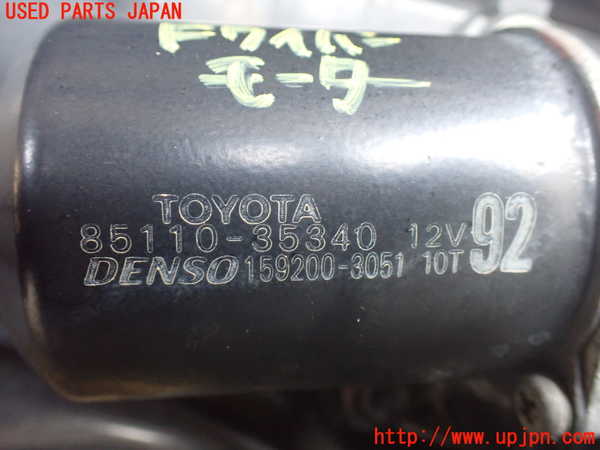 USED PARTS JAPAN
Fワイパー
モーター
TOYOTA
85110-35340 12V 92
DENSO 159200-3051 10T
http://www.upjpn.com/